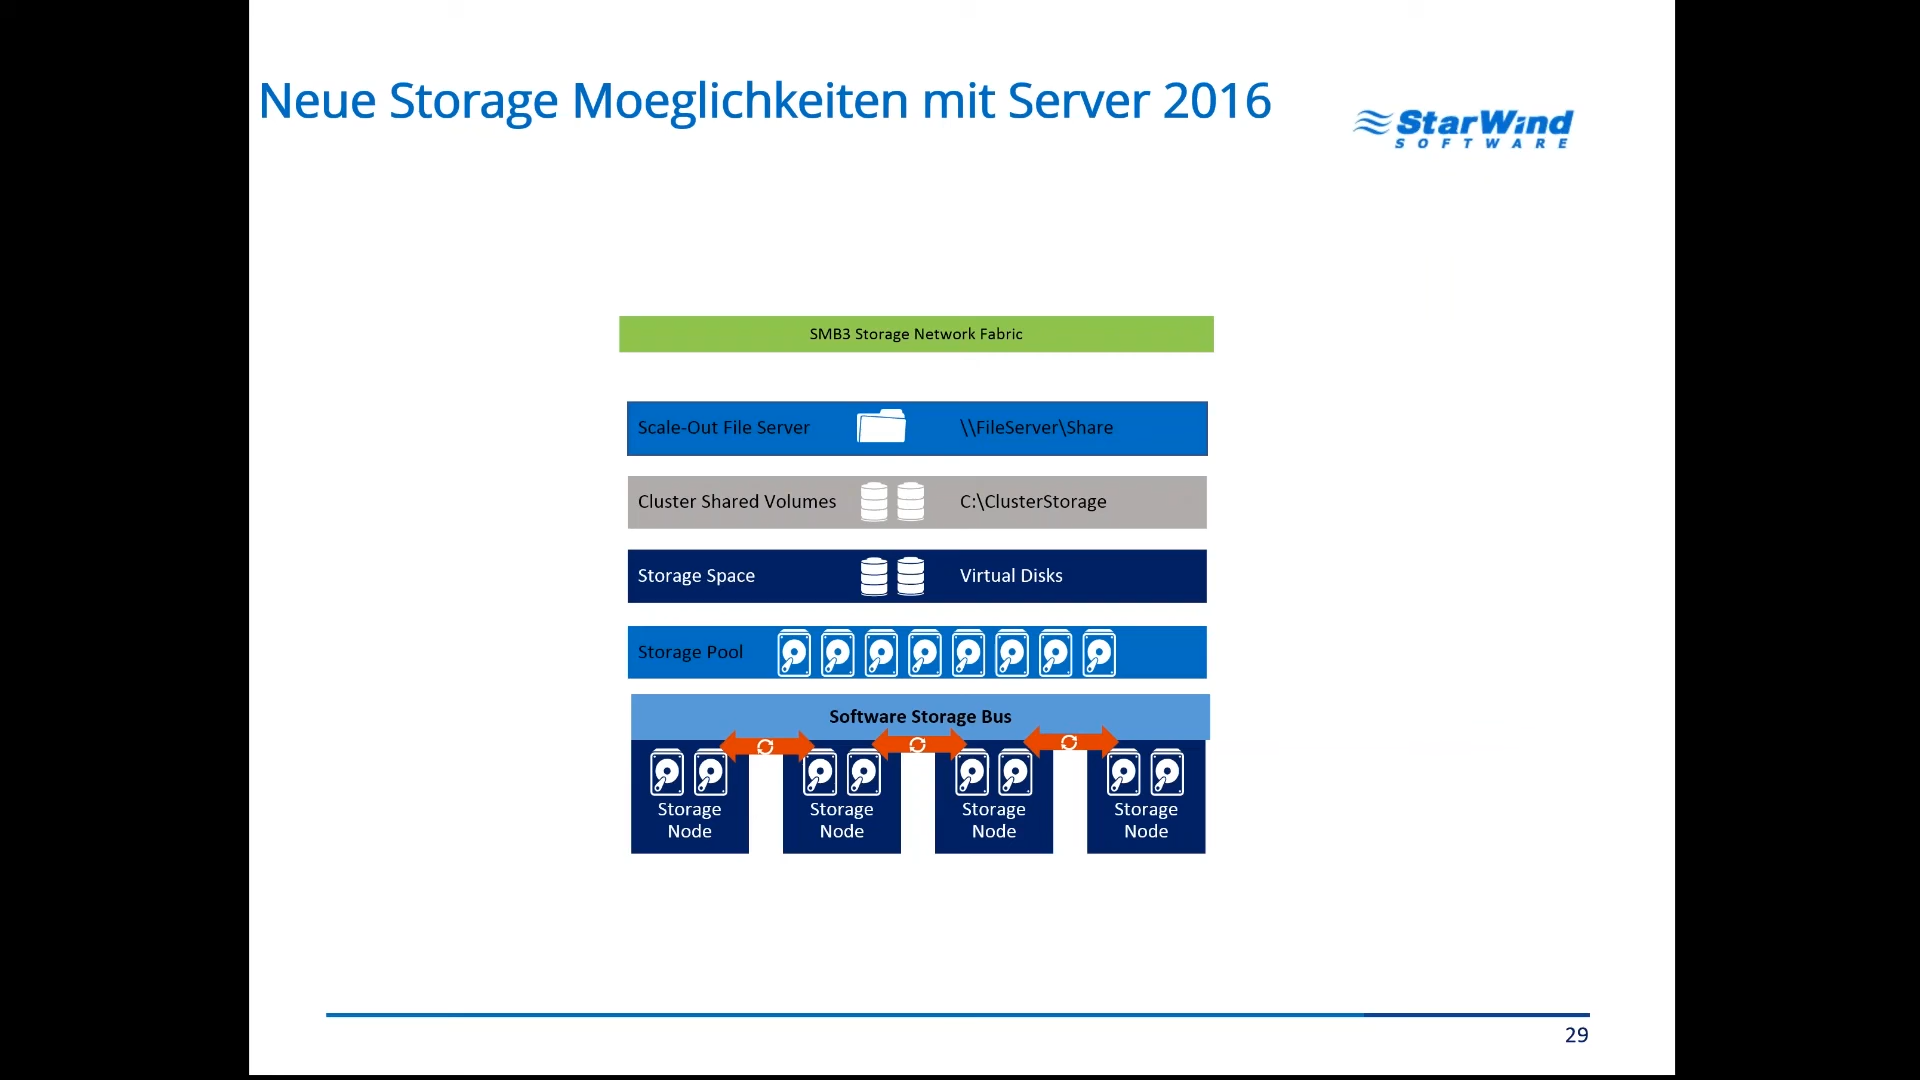 Neue Storage Moeglichkeiten mit Server 2016
StarWind
SOFTWARE
SMB3 Storage Network Fabric
Scale-Out File Server \\FileServer\Share
Cluster Shared Volumes C:\ClusterStorage
Storage Space Virtual Disks
Storage Pool
Software Storage Bus
Storage Node
Storage Node
Storage Node
Storage Node
29